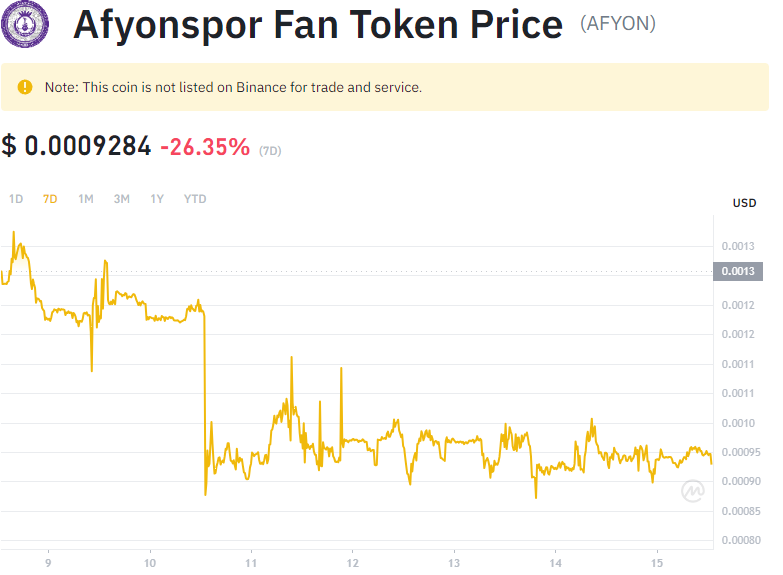 Afyonspor Fan Token Price (AFYON)
Note: This coin is not listed on Binance for trade and service.
$ 0.0009284 -26.35% (7D)
1D 7D 1M 3M 1Y YTD
USD
0.0013
0.0013
0.0012
0.0012
0.0011
0.0011
0.0010
0.00095
0.00090
0.00085
0.00080
9 10 11 12 13 14 15